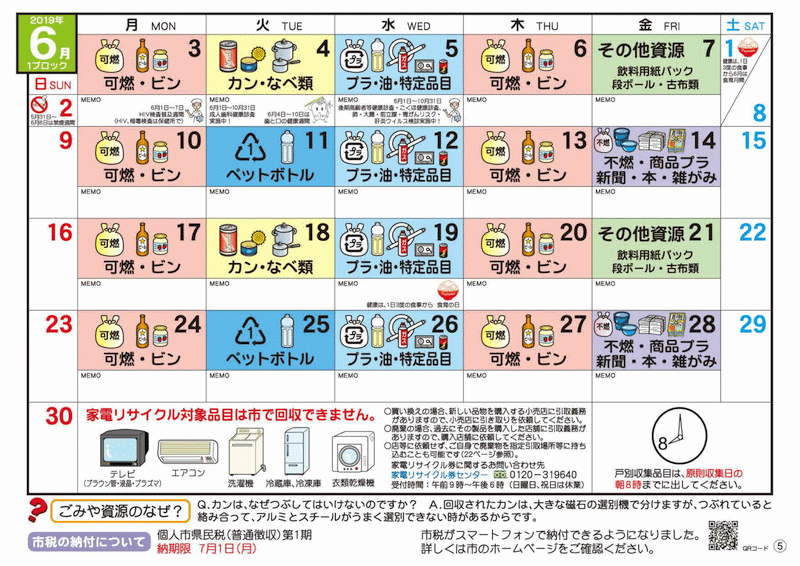 2019年
6月
1ブロック
日 SUN
月 MON
火 TUE
水 WED
木 THU
金 FRI
土 SAT
3
可燃
可燃・ビン
4
カン・なべ類
5
プラ
プラ・油・特定品目
6
可燃
可燃・ビン
その他資源 7
飲料用紙パック
段ボール・古布類
1
健康は、1日
3度の食事
から6月は
食育月間
8
2
5月31日〜
6月6日は禁煙週間
MEMO
6月1日〜7日
HIV検査普及週間
(HIV、梅毒検査は保健所で)
MEMO
6月1日〜10月31日
成人歯科健康診査
実施中!
6月4日〜10日は
歯と口の健康週間
MEMO
6月1日〜10月31日
後期高齢者等健康診査・にくほ健康診査、
肺・大腸・前立腺・胃がんリスク・
肝炎ウィルス検診実施中!
MEMO
MEMO
9
10
可燃
可燃・ビン
11
1
ペットボトル
12
プラ
プラ・油・特定品目
13
可燃
可燃・ビン
14
不燃
不燃・商品プラ
新聞・本・雑がみ
15
MEMO
MEMO
MEMO
MEMO
MEMO
16
17
可燃
可燃・ビン
18
カン・なべ類
19
プラ
プラ・油・特定品目
20
可燃
可燃・ビン
その他資源 21
飲料用紙パック
段ボール・古布類
22
MEMO
MEMO
MEMO
健康は、1日3度の食事から 食育の日
MEMO
MEMO
23
24
可燃
可燃・ビン
25
1
ペットボトル
26
プラ
プラ・油・特定品目
27
可燃
可燃・ビン
28
不燃
不燃・商品プラ
新聞・本・雑がみ
29
MEMO
MEMO
MEMO
MEMO
MEMO
30
家電リサイクル対象品目は市で回収できません。
テレビ
(ブラウン管・液晶・プラズマ)
エアコン
洗濯機
冷蔵庫、冷凍庫
衣類乾燥機
○買い換えの場合、新しい品物を購入する小売店に引取義務
がありますので、小売店に引き取りを依頼してください。
○廃棄の場合、過去にその製品を購入した店舗に引取義務が
ありますので、購入店舗に依頼してください。
○店等に依頼せず、ご自身で廃棄物を指定引取場所等に持ち
込むことも可能です(22ページ参照)。
家電リサイクル券に関するお問い合わせ先
家電リサイクル券センター 0120-319640
受付時間:午前9時〜午後6時(日曜日、祝日は休業)
8
戸別収集品目は、原則収集日の
朝8時までに出してください。
? ごみや資源のなぜ?
Q.カンは、なぜつぶしてはいけないのですか? A.回収されたカンは、大きな磁石の選別機で分けますが、つぶれていると
絡み合って、アルミとスチールがうまく選別できない時があるからです。
市税の納付について
個人市県民税(普通徴収)第1期
納期限 7月1日(月)
市税がスマートフォンで納付できるようになりました。
詳しくは市のホームページをご確認ください。
QRコード
5